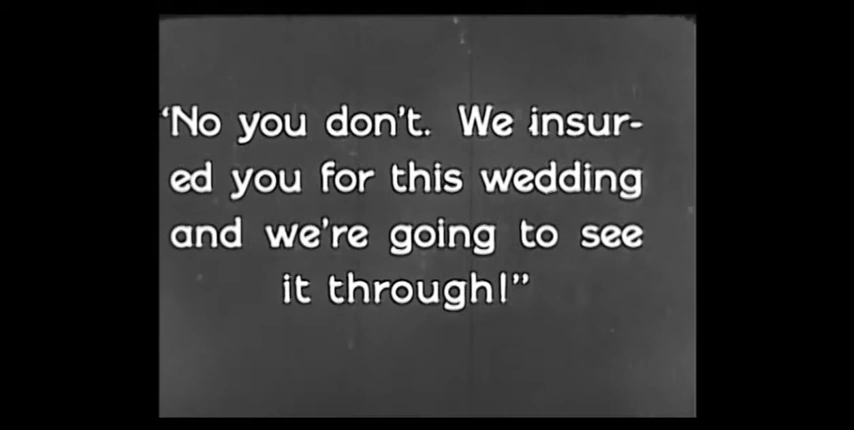 ‘No you don't. We insur-
ed you for this wedding
and we're going to see
it through!”